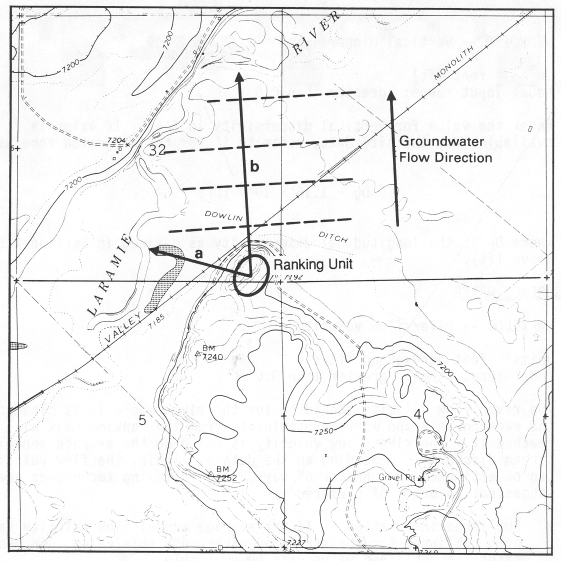 RIVER
7200
MONOLITH
7204
32
Groundwater
Flow Direction
b
7200
DOWLIN
DITCH
LARAMIE
a
Ranking Unit
VALLEY
7185
BM
7240
7200
5
7250
4
BM
7252
Gravel Pit
7227